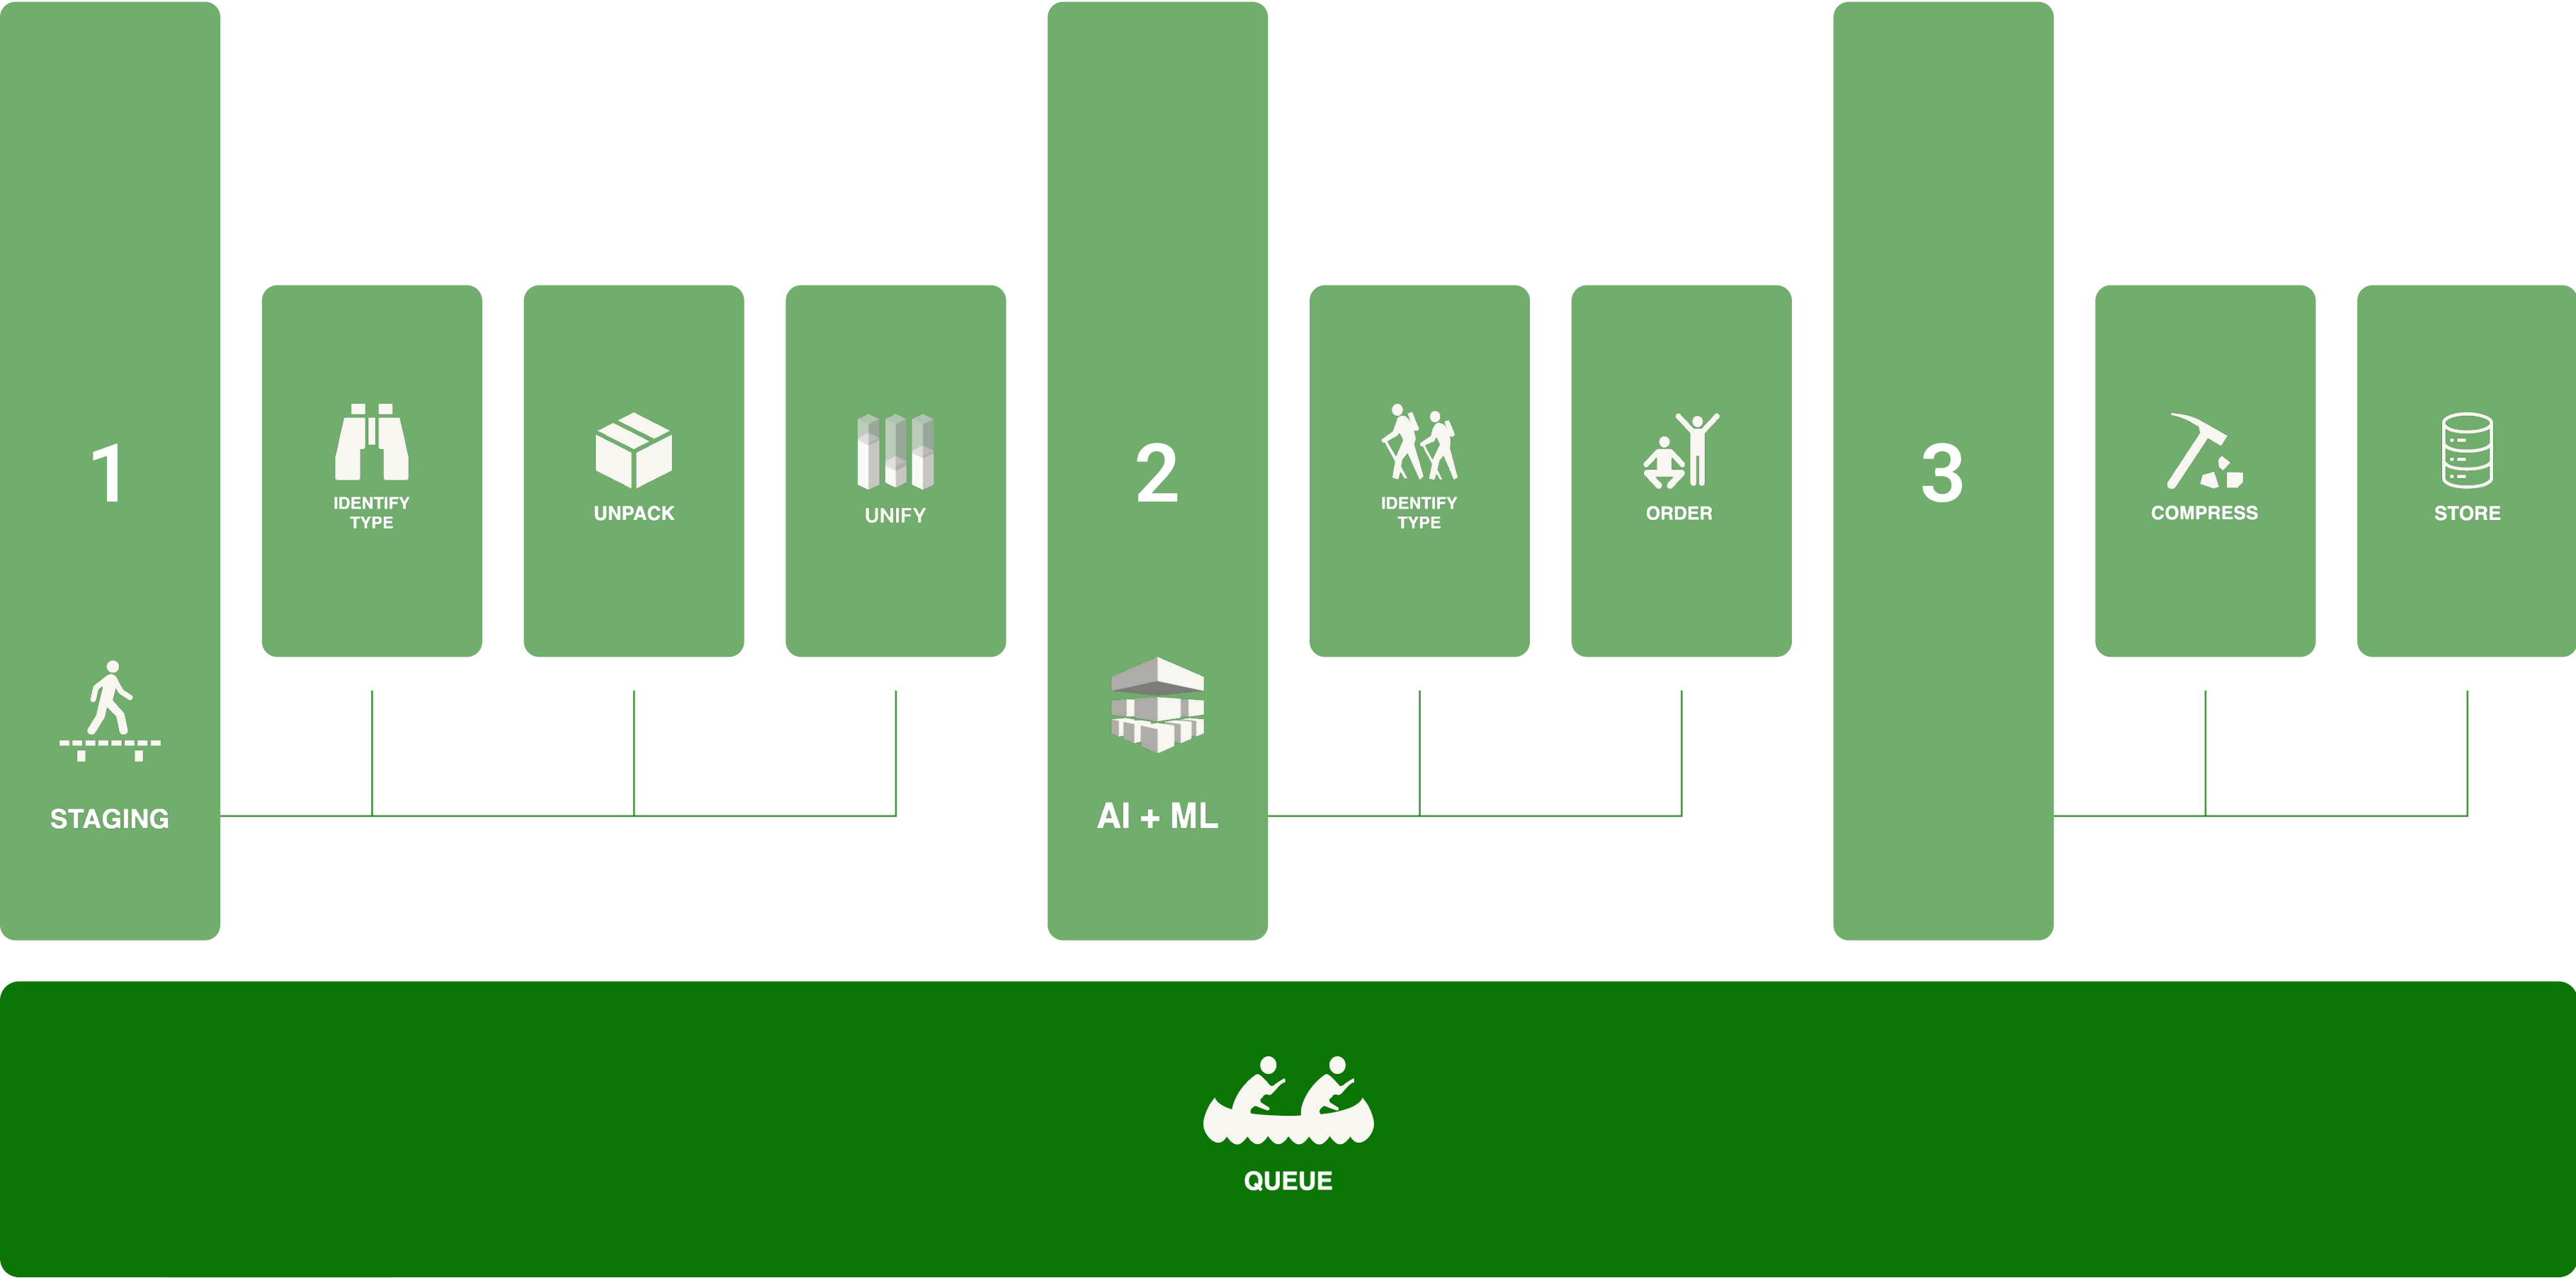 1
STAGING
IDENTIFY
TYPE
UNPACK
UNIFY
2
AI + ML
IDENTIFY
TYPE
ORDER
3
COMPRESS
STORE
QUEUE